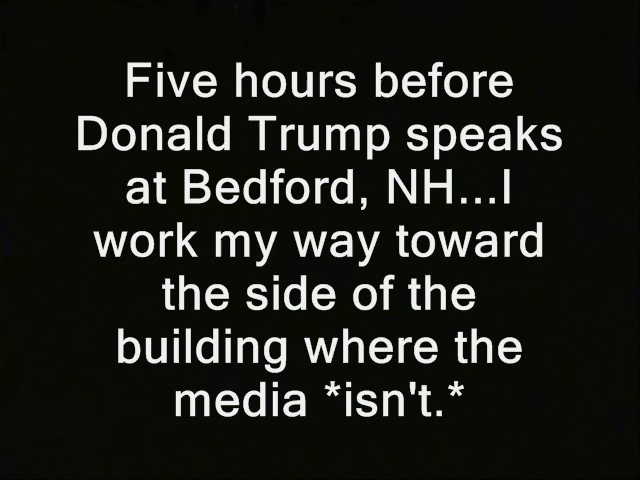 Five hours before
Donald Trump speaks
at Bedford, NH...I
work my way toward
the side of the
building where the
media *isn't.*